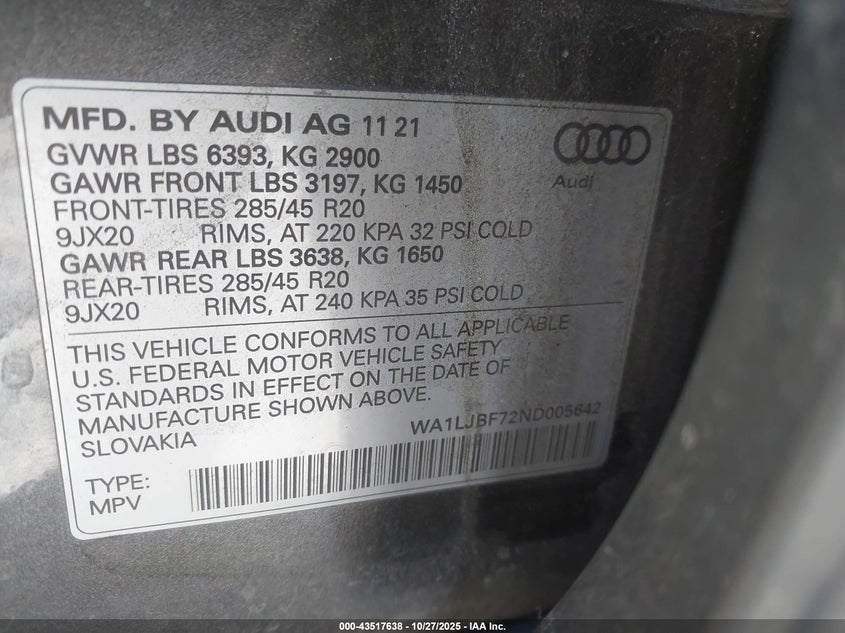 MFD. BY AUDI AG 11 21
GVWR LBS 6393, KG 2900
GAWR FRONT LBS 3197, KG 1450
FRONT-TIRES 285/45 R20
9JX20 RIMS, AT 220 KPA 32 PSI COLD
GAWR REAR LBS 3638, KG 1650
REAR-TIRES 285/45 R20
9JX20 RIMS, AT 240 KPA 35 PSI COLD
Audi
THIS VEHICLE CONFORMS TO ALL APPLICABLE
U.S. FEDERAL MOTOR VEHICLE SAFETY
STANDARDS IN EFFECT ON THE DATE OF
MANUFACTURE SHOWN ABOVE.
SLOVAKIA
WA1LJBF72ND005642
TYPE:
MPV
000-43517638 - 10/27/2025 - IAA Inc.